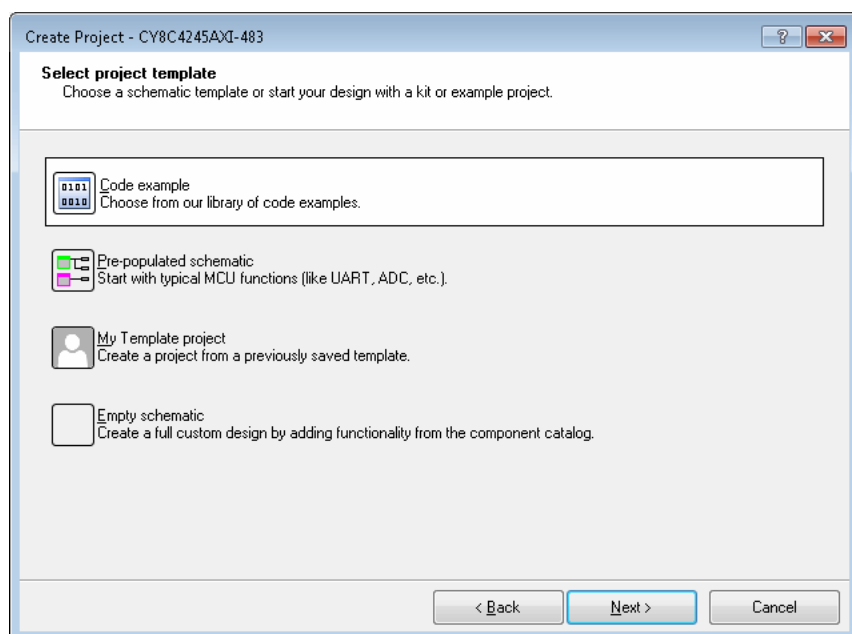 Create Project - CY8C4245AXI-483
Select project template
Choose a schematic template or start your design with a kit or example project.
0101
0010
Code example
Choose from our library of code examples.
Pre-populated schematic
Start with typical MCU functions (like UART, ADC, etc.).
My Template project
Create a project from a previously saved template.
Empty schematic
Create a full custom design by adding functionality from the component catalog.
< Back
Next >
Cancel